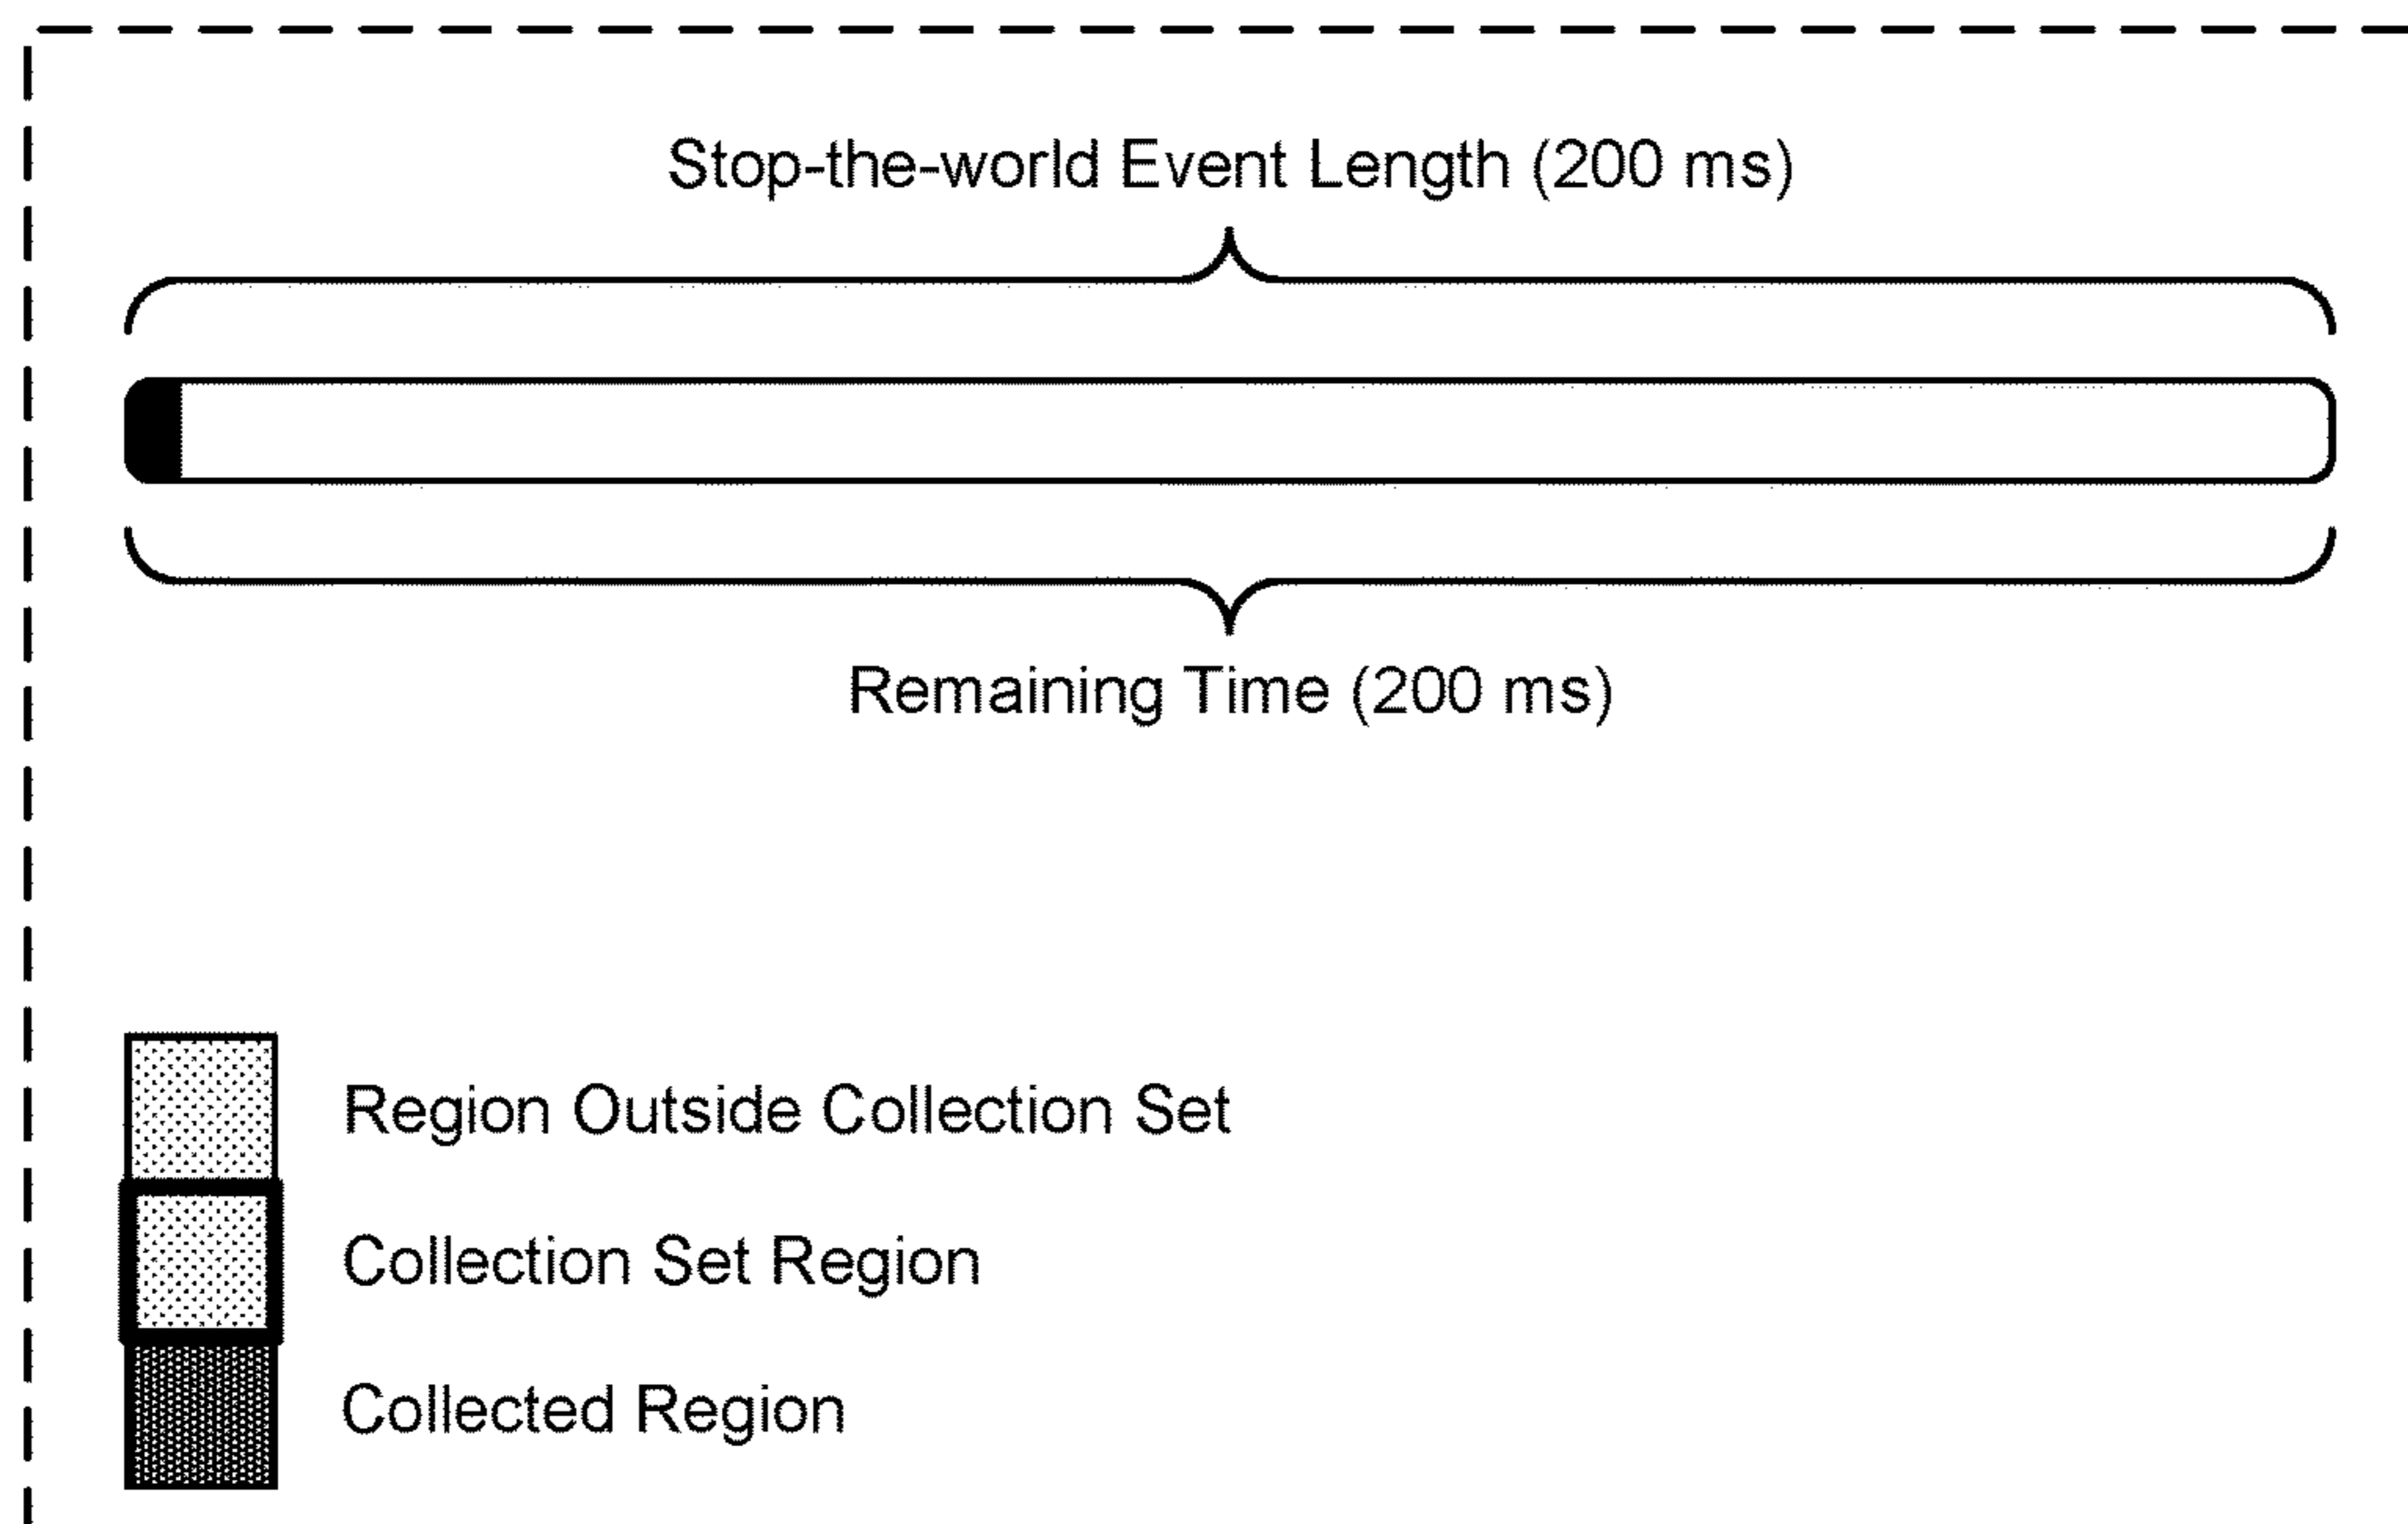 Stop-the-world Event Length (200 ms)
Remaining Time (200 ms)
Region Outside Collection Set
Collection Set Region
Collected Region